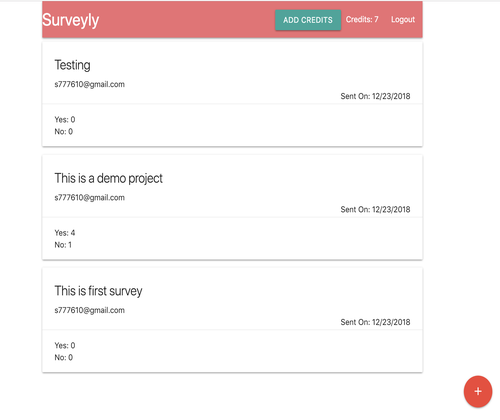 Surveyly ADD CREDITS Credits: 7 Logout
Testing
s777610@gmail.com
Sent On: 12/23/2018
Yes: 0
No: 0
This is a demo project
s777610@gmail.com
Sent On: 12/23/2018
Yes: 4
No: 1
This is first survey
s777610@gmail.com
Sent On: 12/23/2018
Yes: 0
No: 0
+